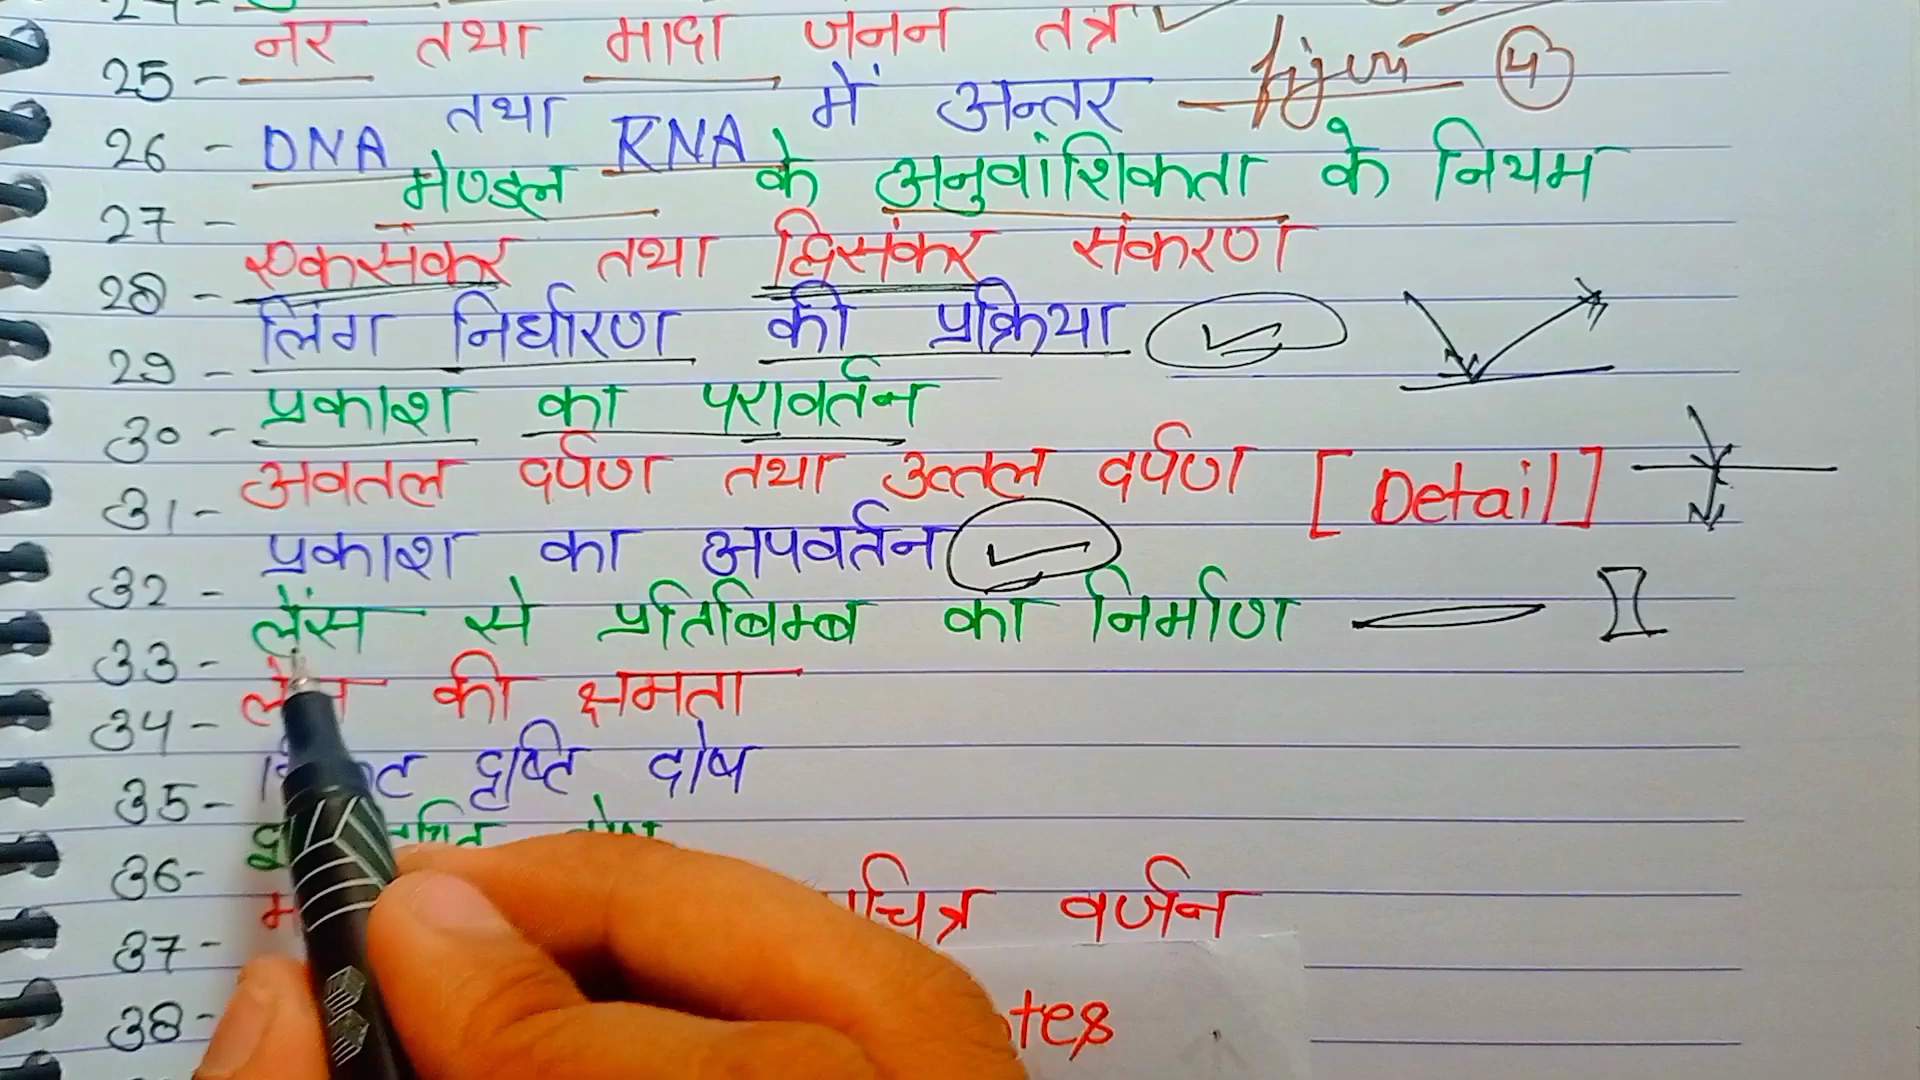 25 - नर तथा मादा जनन तंत्र
26 - DNA तथा RNA में अन्तर figure 4
27 - मेण्डल के अनुवांशिकता के नियम
28 - एकसंकर तथा द्विसंकर संकरण
29 - लिंग निर्धारण की प्रक्रिया
30 - प्रकाश का परावर्तन
31 - अवतल दर्पण तथा उत्तल दर्पण [Detail]
32 - प्रकाश का अपवर्तन
33 - लेंस से प्रतिबिम्ब का निर्माण
34 - की क्षमता
35 - दृष्टि दोष
36 -
37 - वर्णन
38 -